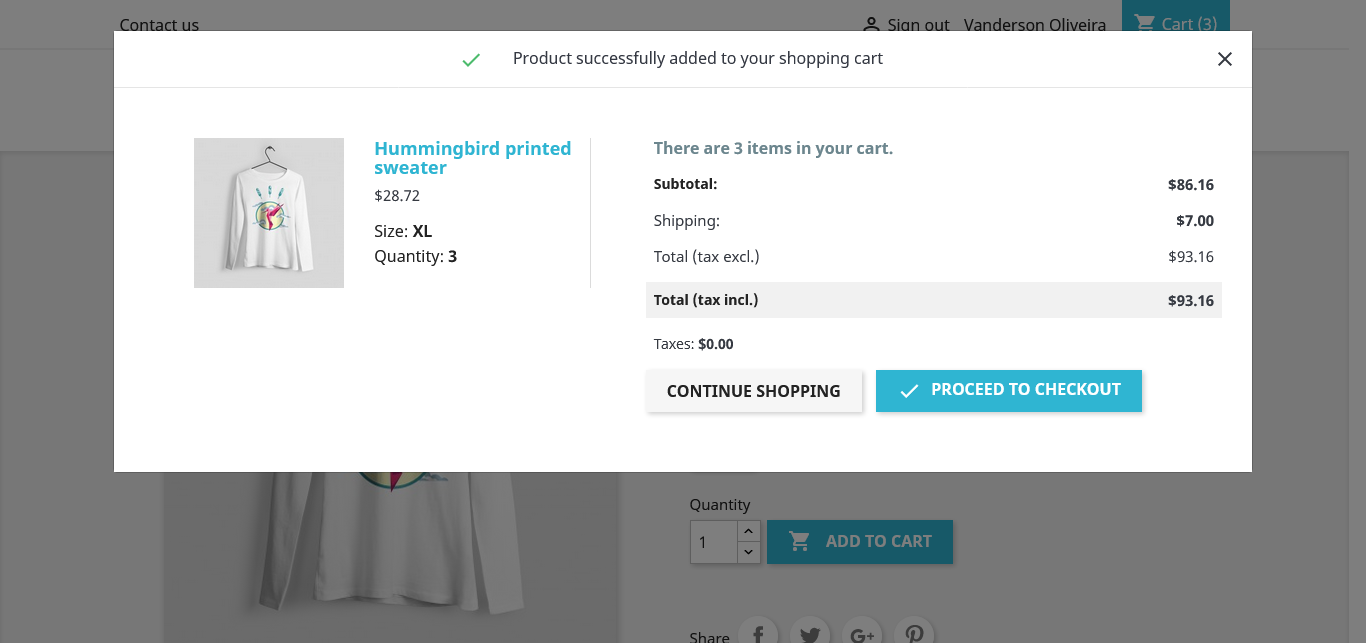 Contact us
Sign out Vanderson Oliveira Cart (3)
Product successfully added to your shopping cart
Hummingbird printed
sweater
$28.72
Size: XL
Quantity: 3
There are 3 items in your cart.
Subtotal: $86.16
Shipping: $7.00
Total (tax excl.) $93.16
Total (tax incl.) $93.16
Taxes: $0.00
CONTINUE SHOPPING PROCEED TO CHECKOUT
Quantity
1 ADD TO CART
Share